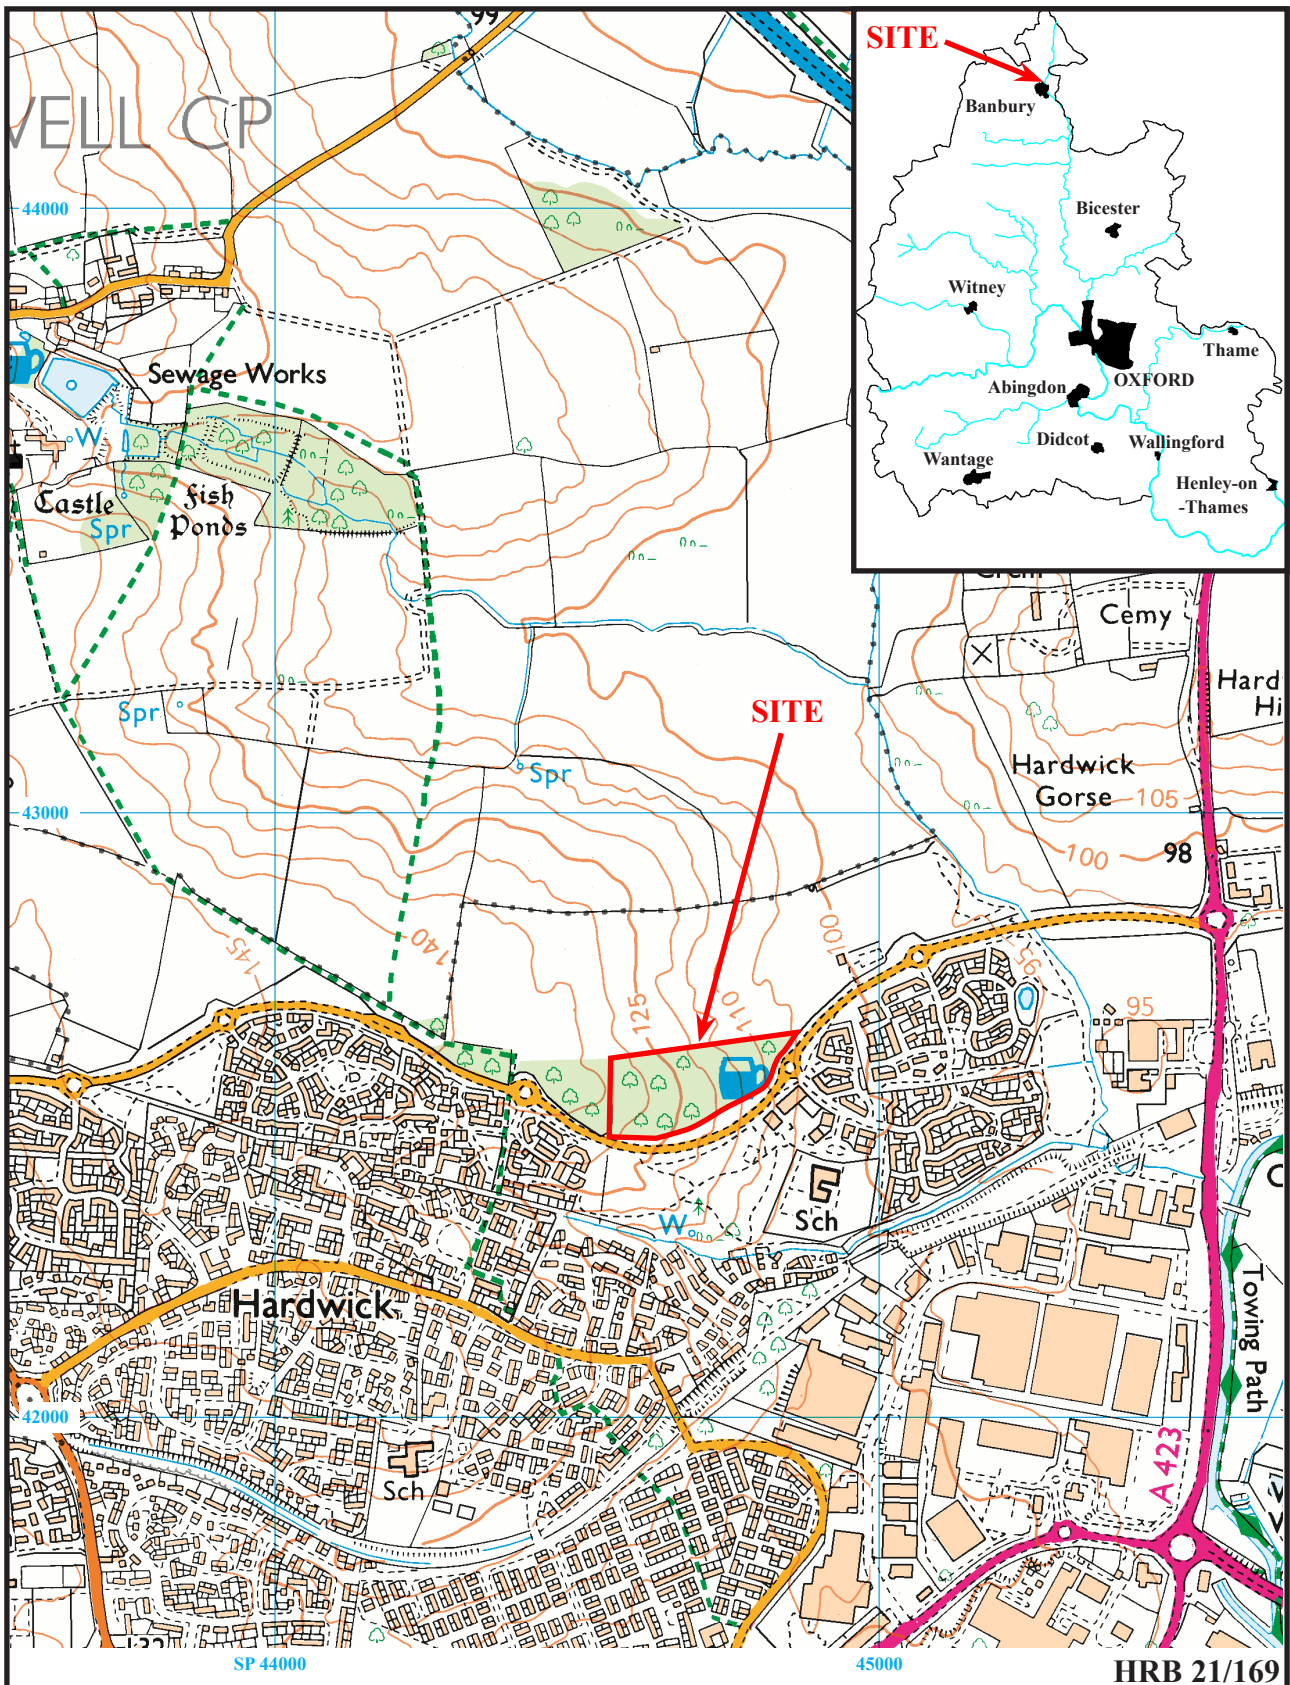 99
VELL CP
SITE
Banbury
Bicester
Witney
Thame
OXFORD
Abingdon
Didcot
Wallingford
Wantage
Henley-on
-Thames
44000
Sewage Works
W
Castle
Fish
Ponds
Spr
Cemy
Hard
Hi
Spr
SITE
Spr
Hardwick
Gorse
105
43000
100
98
145
140
125
110
100
95
95
W
Sch
Hardwick
Towing Path
42000
A 423
Sch
SP 44000
45000
HRB 21/169